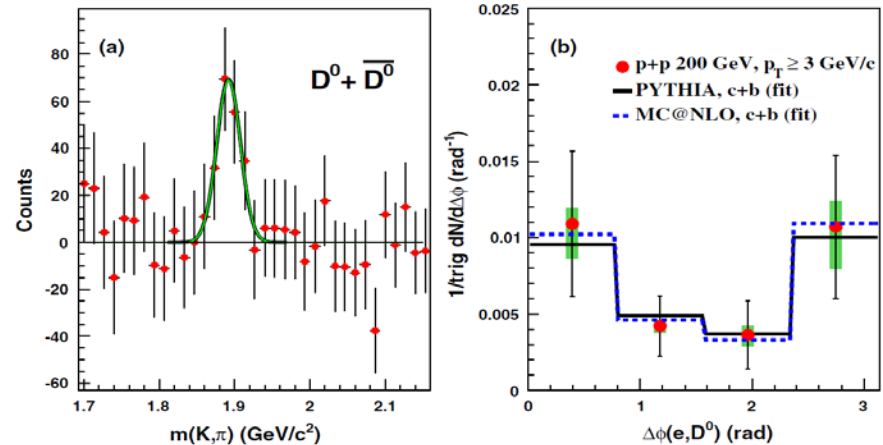 (a)
D⁰ + D̅⁰
Counts
80
60
40
20
0
-20
-40
-60
1.7 1.8 1.9 2 2.1
m(K,π) (GeV/c²)
(b)
p+p 200 GeV, p_T ≥ 3 GeV/c
PYTHIA, c+b (fit)
MC@NLO, c+b (fit)
1/trig dN/dΔϕ (rad⁻¹)
0.025
0.02
0.015
0.01
0.005
0
0 1 2 3
Δϕ(e,D⁰) (rad)